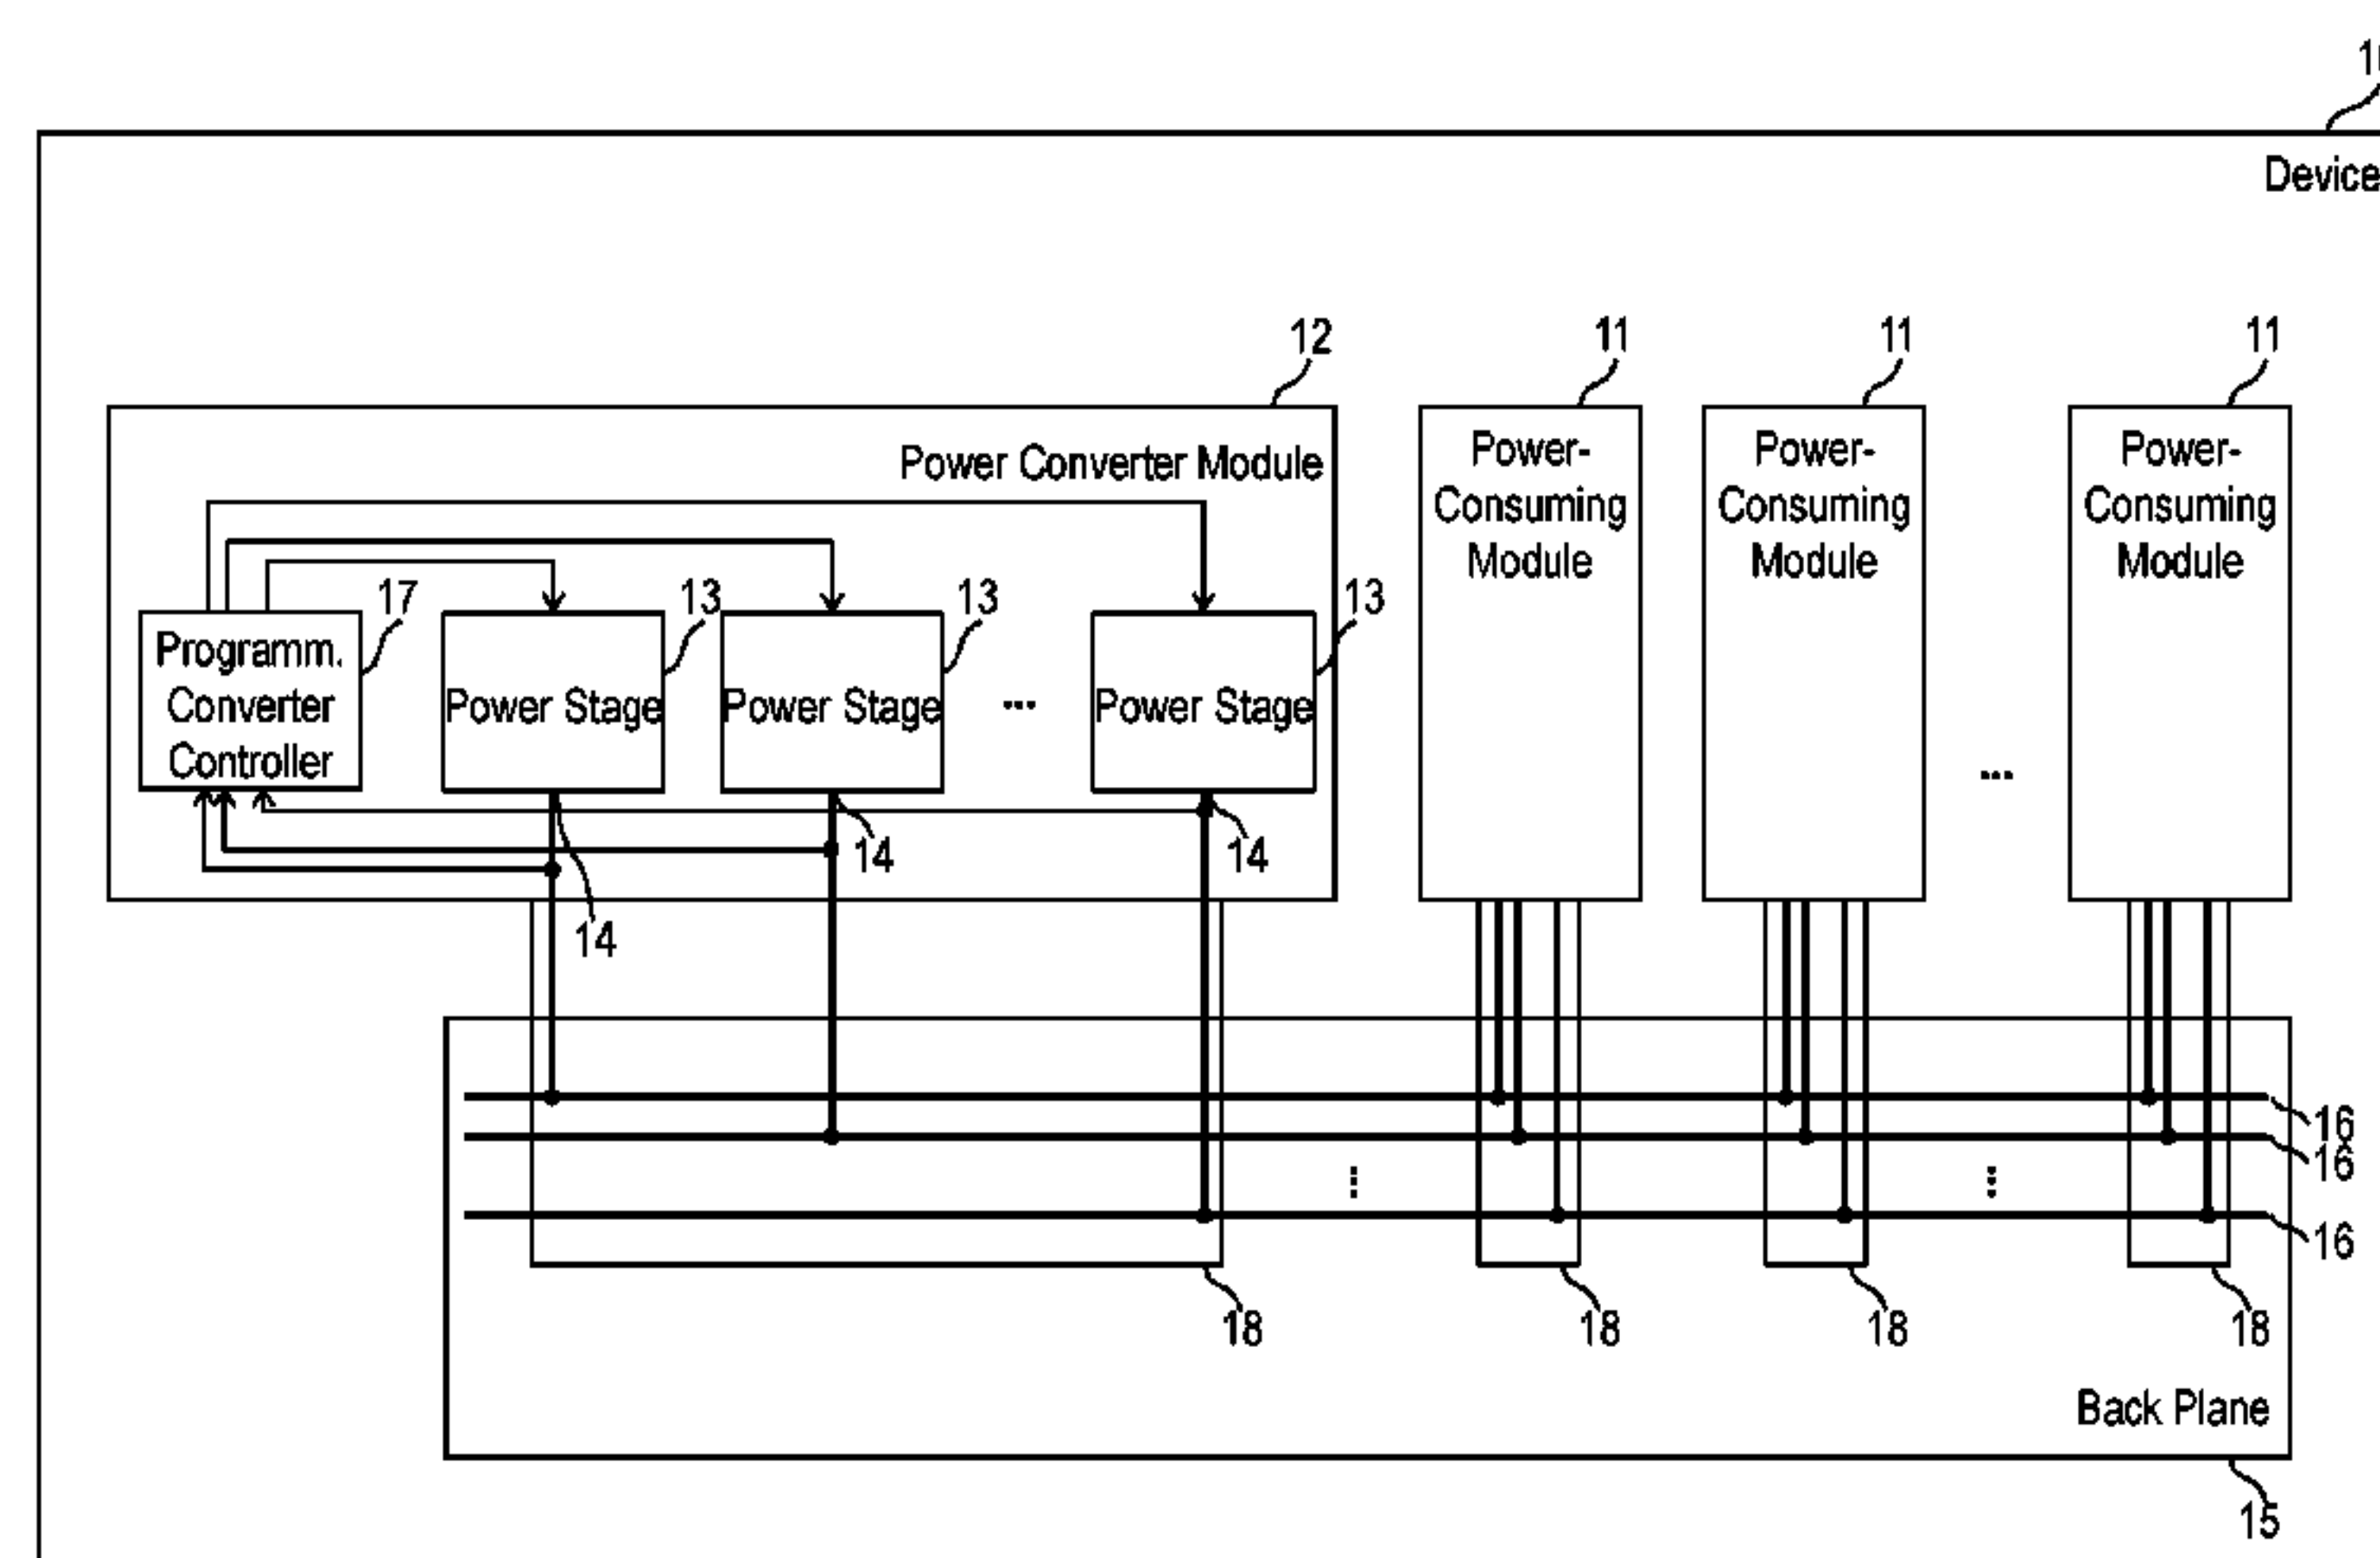 Device
12
11
11
11
Power Converter Module
Power-
Consuming
Module
Power-
Consuming
Module
Power-
Consuming
Module
17
13
13
13
Programm.
Converter
Controller
Power Stage
Power Stage
...
Power Stage
...
14
14
14
16
16
16
18
18
18
18
Back Plane
15